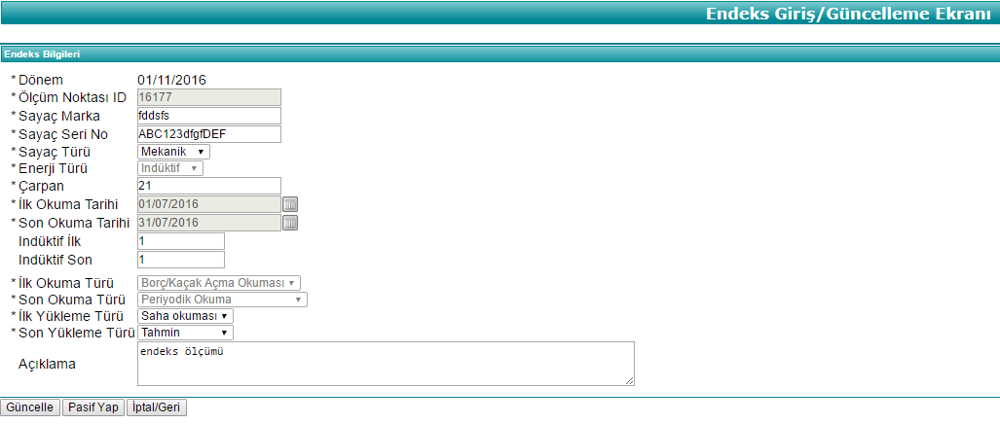 Endeks Giriş/Güncelleme Ekranı
Endeks Bilgileri
* Dönem 01/11/2016
* Ölçüm Noktası ID 16177
* Sayaç Marka fddsfs
* Sayaç Seri No ABC123dfgfDEF
* Sayaç Türü Mekanik
* Enerji Türü Indüktif
* Çarpan 21
* İlk Okuma Tarihi 01/07/2016
* Son Okuma Tarihi 31/07/2016
Indüktif İlk 1
Indüktif Son 1
* İlk Okuma Türü Borç/Kaçak Açma Okuması
* Son Okuma Türü Periyodik Okuma
* İlk Yükleme Türü Saha okuması
* Son Yükleme Türü Tahmin
Açıklama endeks ölçümü
Güncelle Pasif Yap İptal/Geri